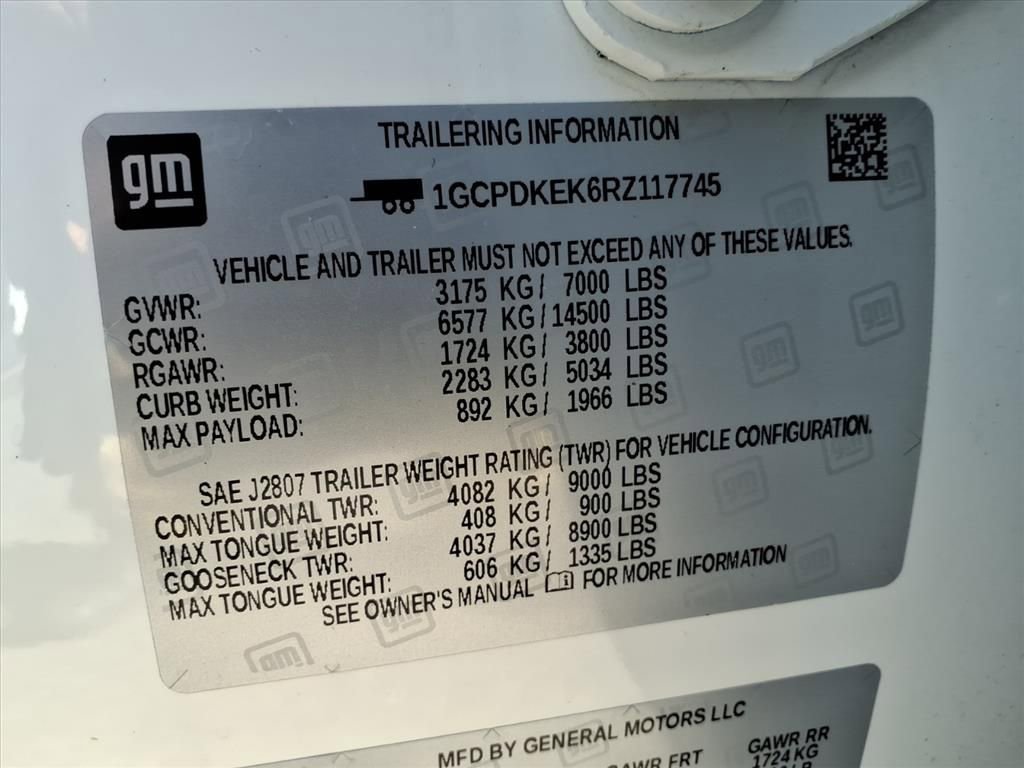 gm
TRAILERING INFORMATION
1GCPDKEK6RZ117745
VEHICLE AND TRAILER MUST NOT EXCEED ANY OF THESE VALUES.
GVWR: 3175 KG/ 7000 LBS
GCWR: 6577 KG/14500 LBS
RGAWR: 1724 KG/ 3800 LBS
CURB WEIGHT: 2283 KG/ 5034 LBS
MAX PAYLOAD: 892 KG/ 1966 LBS
SAE J2807 TRAILER WEIGHT RATING (TWR) FOR VEHICLE CONFIGURATION.
CONVENTIONAL TWR: 4082 KG/ 9000 LBS
MAX TONGUE WEIGHT: 408 KG/ 900 LBS
GOOSENECK TWR: 4037 KG/ 8900 LBS
MAX TONGUE WEIGHT: 606 KG/ 1335 LBS
SEE OWNER'S MANUAL FOR MORE INFORMATION
MFD BY GENERAL MOTORS LLC
GAWR FRT GAWR RR
1724 KG